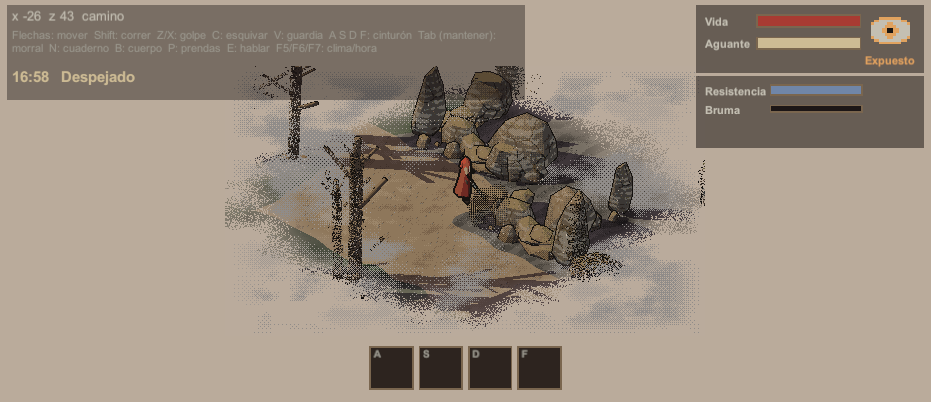 x -26 z 43 camino
Flechas: mover Shift: correr Z/X: golpe C: esquivar V: guardia A S D F: cinturón Tab (mantener):
morral N: cuaderno B: cuerpo P: prendas E: hablar F5/F6/F7: clima/hora
16:58 Despejado
Vida
Aguante
Expuesto
Resistencia
Bruma
A S D F